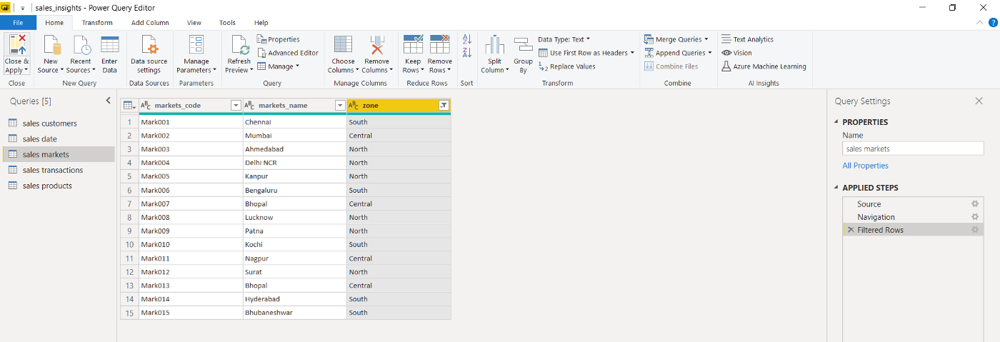 sales_insights - Power Query Editor
File Home Transform Add Column View Tools Help
Close & Apply
Close
New Source
Recent Sources
Enter Data
New Query
Data source settings
Data Sources
Manage Parameters
Parameters
Refresh Preview
Properties
Advanced Editor
Manage
Query
Choose Columns
Remove Columns
Manage Columns
Keep Rows
Remove Rows
Reduce Rows
A Z
Z A
Sort
Split Column
Group By
Data Type: Text
Use First Row as Headers
1 2 Replace Values
Transform
Merge Queries
Append Queries
Combine Files
Combine
Text Analytics
Vision
Azure Machine Learning
AI Insights
Queries [5]
sales customers
sales date
sales markets
sales transactions
sales products
ABC markets_code ABC markets_name ABC zone
1 Mark001 Chennai South
2 Mark002 Mumbai Central
3 Mark003 Ahmedabad North
4 Mark004 Delhi NCR North
5 Mark005 Kanpur North
6 Mark006 Bengaluru South
7 Mark007 Bhopal Central
8 Mark008 Lucknow North
9 Mark009 Patna North
10 Mark010 Kochi South
11 Mark011 Nagpur Central
12 Mark012 Surat North
13 Mark013 Bhopal Central
14 Mark014 Hyderabad South
15 Mark015 Bhubaneshwar South
Query Settings
PROPERTIES
Name
sales markets
All Properties
APPLIED STEPS
Source
Navigation
Filtered Rows